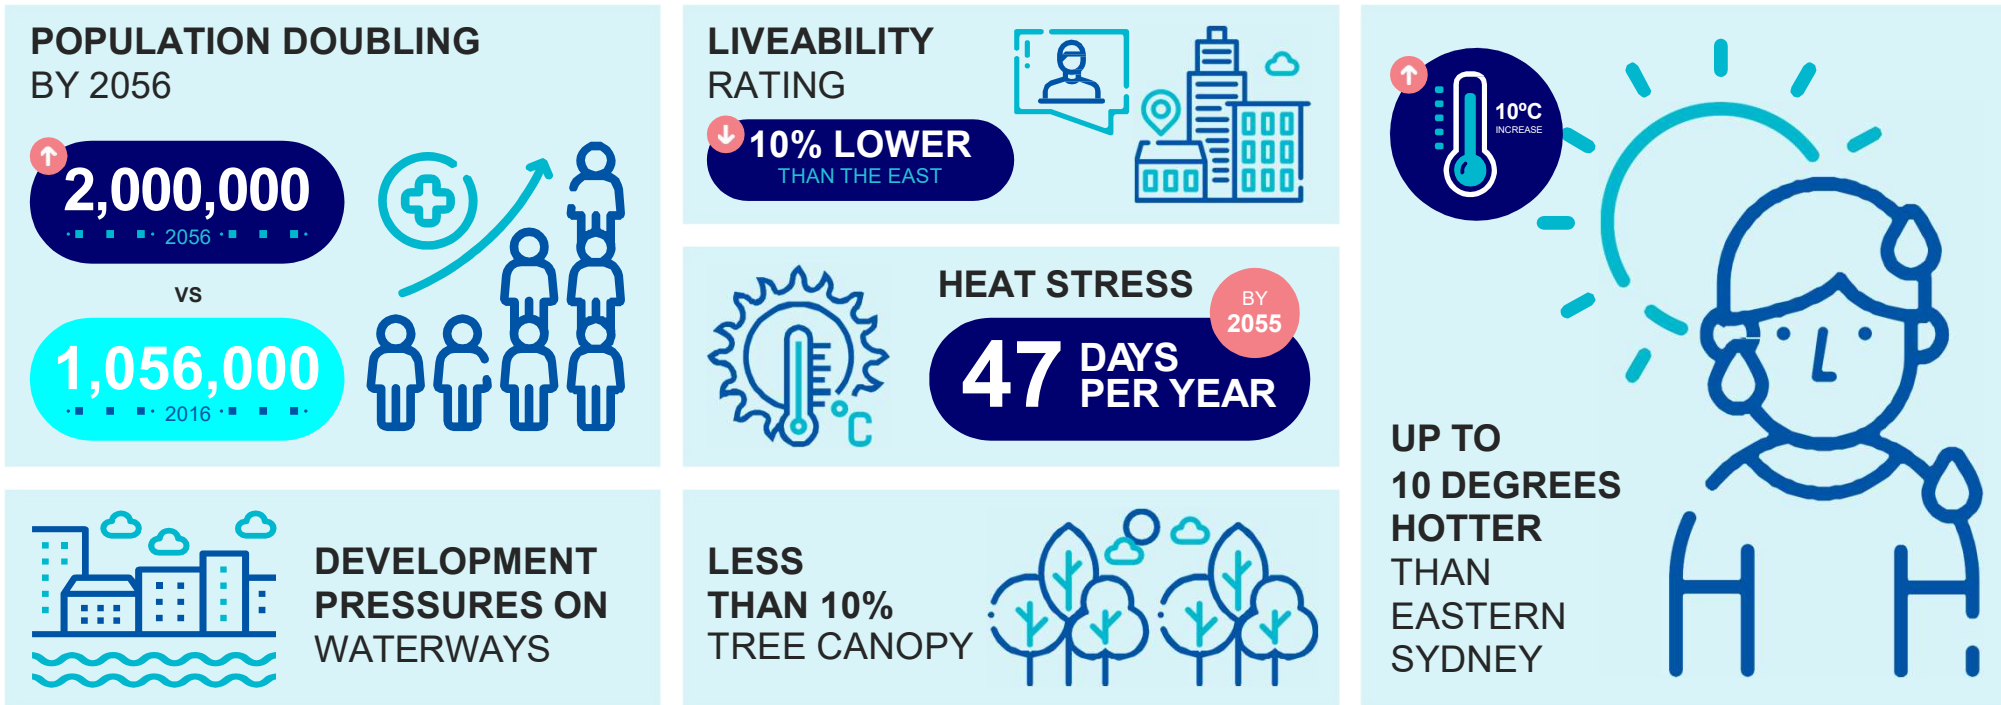 POPULATION DOUBLING
BY 2056
2,000,000
2056
VS
1,056,000
2016
LIVEABILITY
RATING
10% LOWER
THAN THE EAST
HEAT STRESS
BY
2055
47 DAYS
PER YEAR
°C
DEVELOPMENT
PRESSURES ON
WATERWAYS
LESS
THAN 10%
TREE CANOPY
10ºC
INCREASE
UP TO
10 DEGREES
HOTTER
THAN
EASTERN
SYDNEY